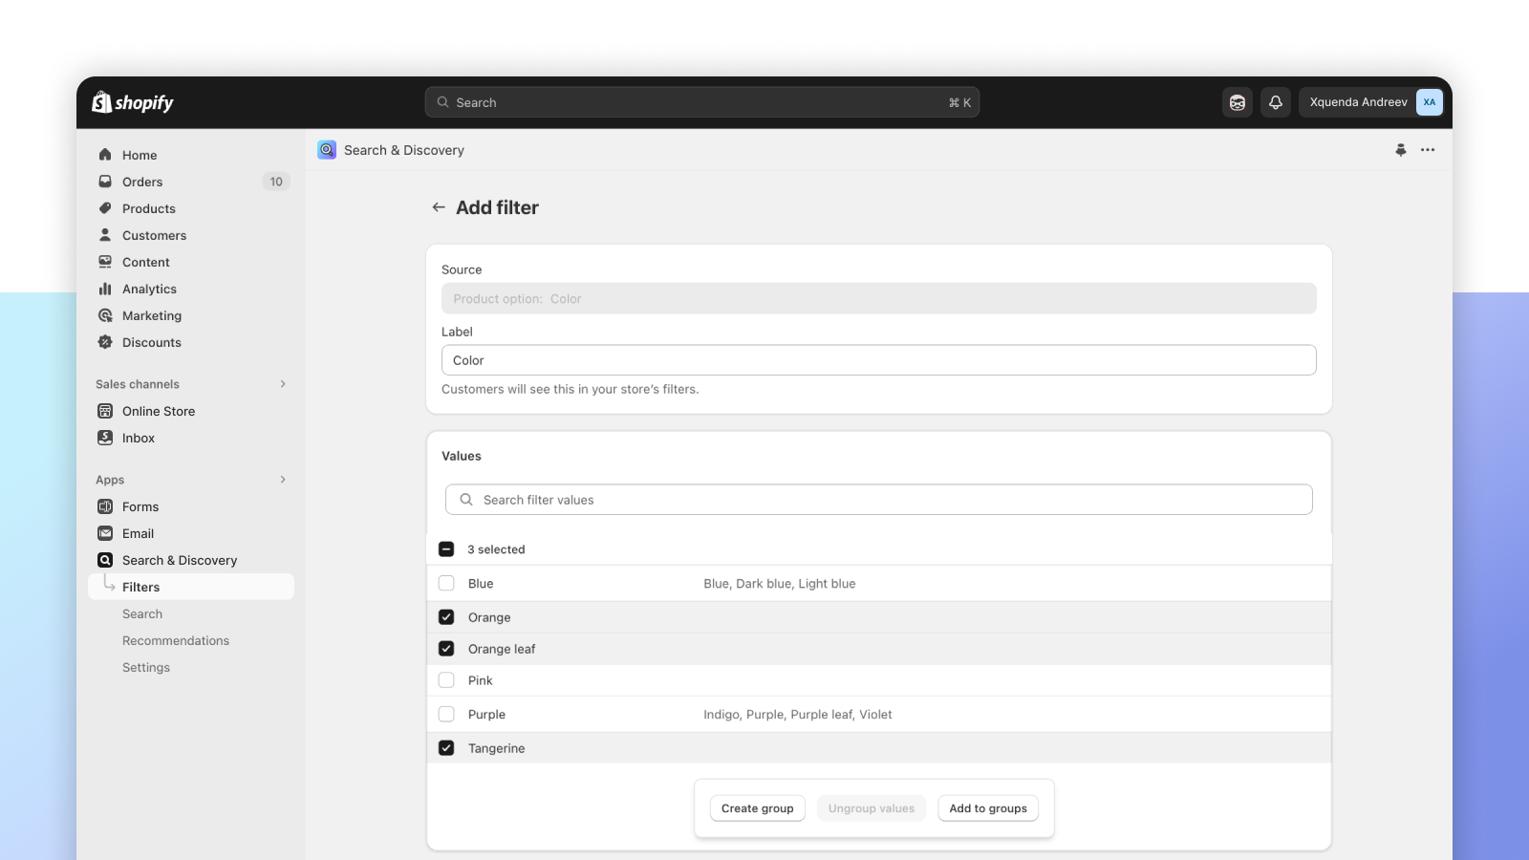 shopify
Search ⌘ K
Xquenda Andreev XA
Home
Orders 10
Products
Customers
Content
Analytics
Marketing
Discounts
Sales channels
Online Store
Inbox
Apps
Forms
Email
Search & Discovery
Filters
Search
Recommendations
Settings
Search & Discovery
Add filter
Source
Product option: Color
Label
Color
Customers will see this in your store’s filters.
Values
Search filter values
3 selected
Blue Blue, Dark blue, Light blue
Orange
Orange leaf
Pink
Purple Indigo, Purple, Purple leaf, Violet
Tangerine
Create group Ungroup values Add to groups